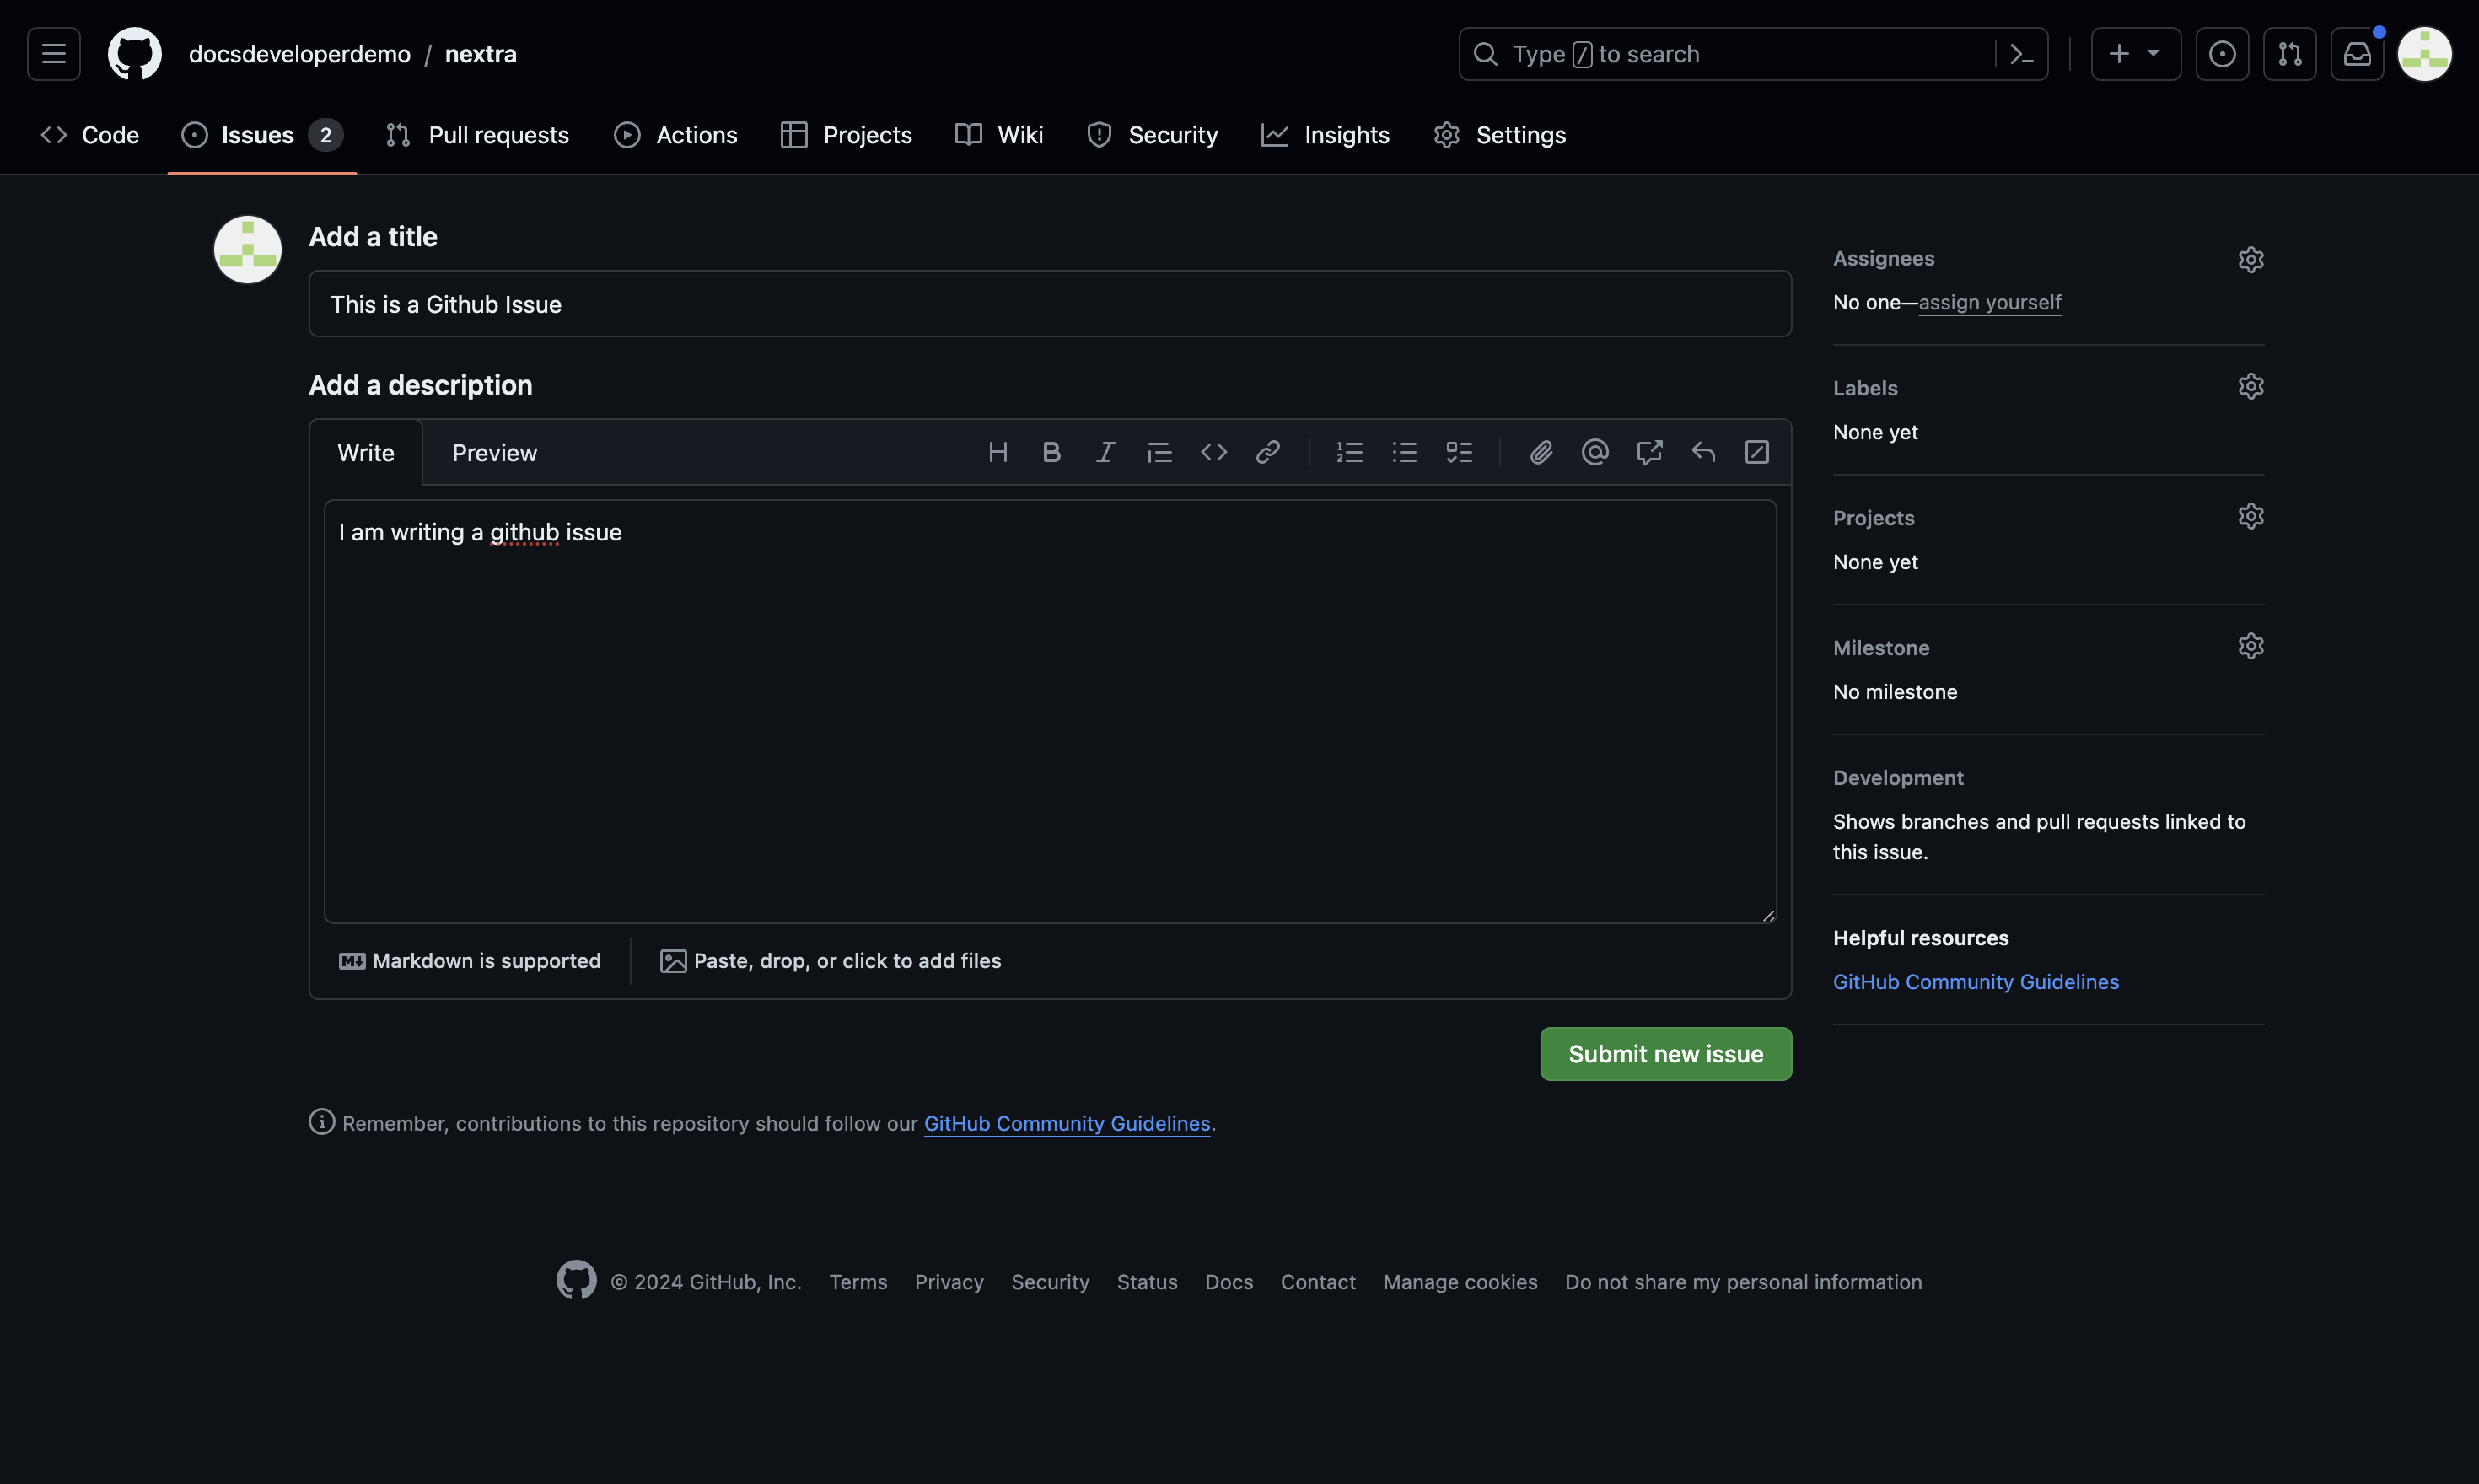 docsdeveloperdemo / nextra
Type / to search
Code
Issues 2
Pull requests
Actions
Projects
Wiki
Security
Insights
Settings
Add a title
This is a Github Issue
Add a description
Write
Preview
I am writing a github issue
Markdown is supported
Paste, drop, or click to add files
Submit new issue
Remember, contributions to this repository should follow our GitHub Community Guidelines.
Assignees
No one—assign yourself
Labels
None yet
Projects
None yet
Milestone
No milestone
Development
Shows branches and pull requests linked to
this issue.
Helpful resources
GitHub Community Guidelines
© 2024 GitHub, Inc. Terms Privacy Security Status Docs Contact Manage cookies Do not share my personal information